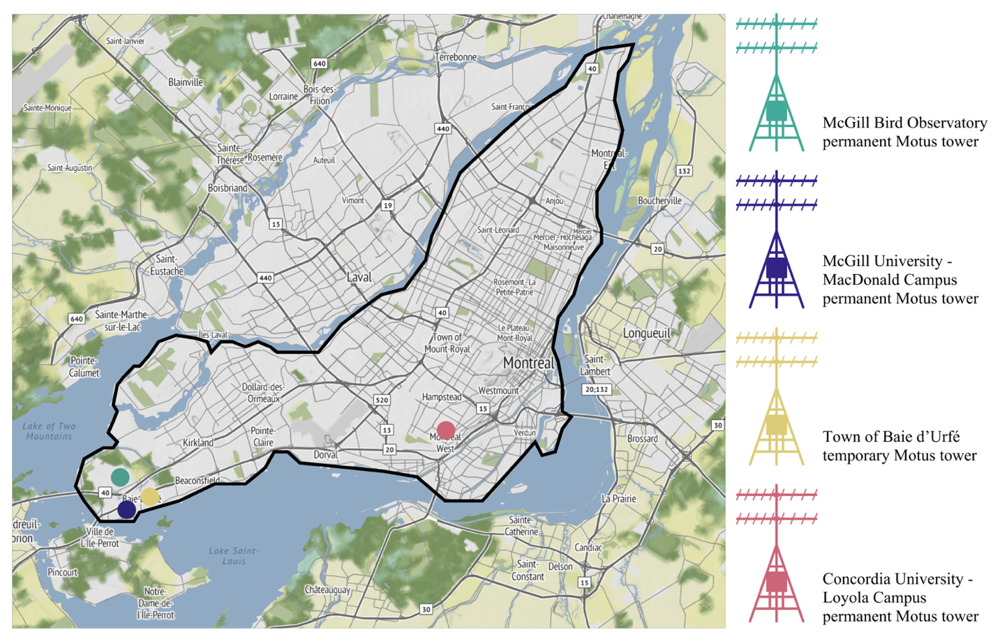 Charlemagne
Saint-Janvier
Terrebonne
640
40
Blainville
Lorraine
Bois-des-
Filion
Sainte-Monique
Saint-François
440
Sainte-
Thérèse
Rosemère
Montréal-
Est
Saint-Augustin
Auteuil
132
Boisbriand
Vimont
19
Anjou
Boucherville
15
Saint-Léonard
Mercier
Mercier-Hochelaga-
Maisonneuve
20
Saint-
Eustache
440
Laval
Rosemont-La
Petite-Patrie
640
Sainte-Marthe-
sur-le-Lac
40
Îles-Laval
Le Plateau-
Mont-Royal
Longueuil
Town of
Mount-Royal
Pointe-
Calumet
Montreal
Saint-
Lambert
Dollard-des-
Ormeaux
520
Hampstead
Westmount
20;132
15
Lake of Two
Mountains
13
Pointe-
Claire
Montréal
West
Verdun
30
Kirkland
20
Brossard
Dorval
Beaconsfield
40
La Prairie
dreuil-
orion
Ville de
L'Île-Perrot
Sainte-
Catherine
Lake Saint-
Louis
Candiac
Pincourt
Saint-
Constant
Delson
15
Notre-
Dame-de-
l'Île-Perrot
Châteauguay
30
McGill Bird Observatory
permanent Motus tower
McGill University -
MacDonald Campus
permanent Motus tower
Town of Baie d’Urfé
temporary Motus tower
Concordia University -
Loyola Campus
permanent Motus tower